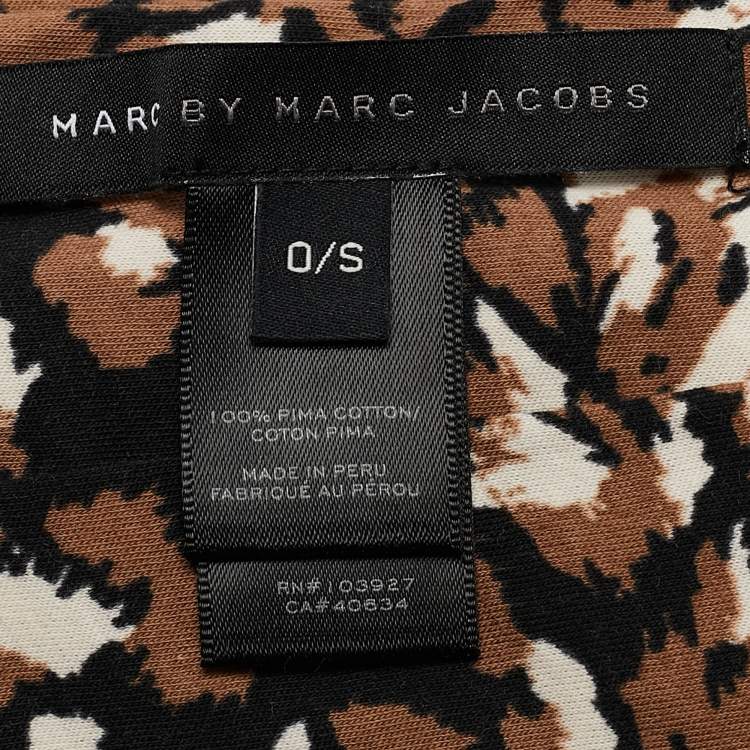 MARC BY MARC JACOBS
O/S
100% PIMA COTTON/
COTON PIMA
MADE IN PERU
FABRIQUÉ AU PÉROU
RN#103927
CA#40634